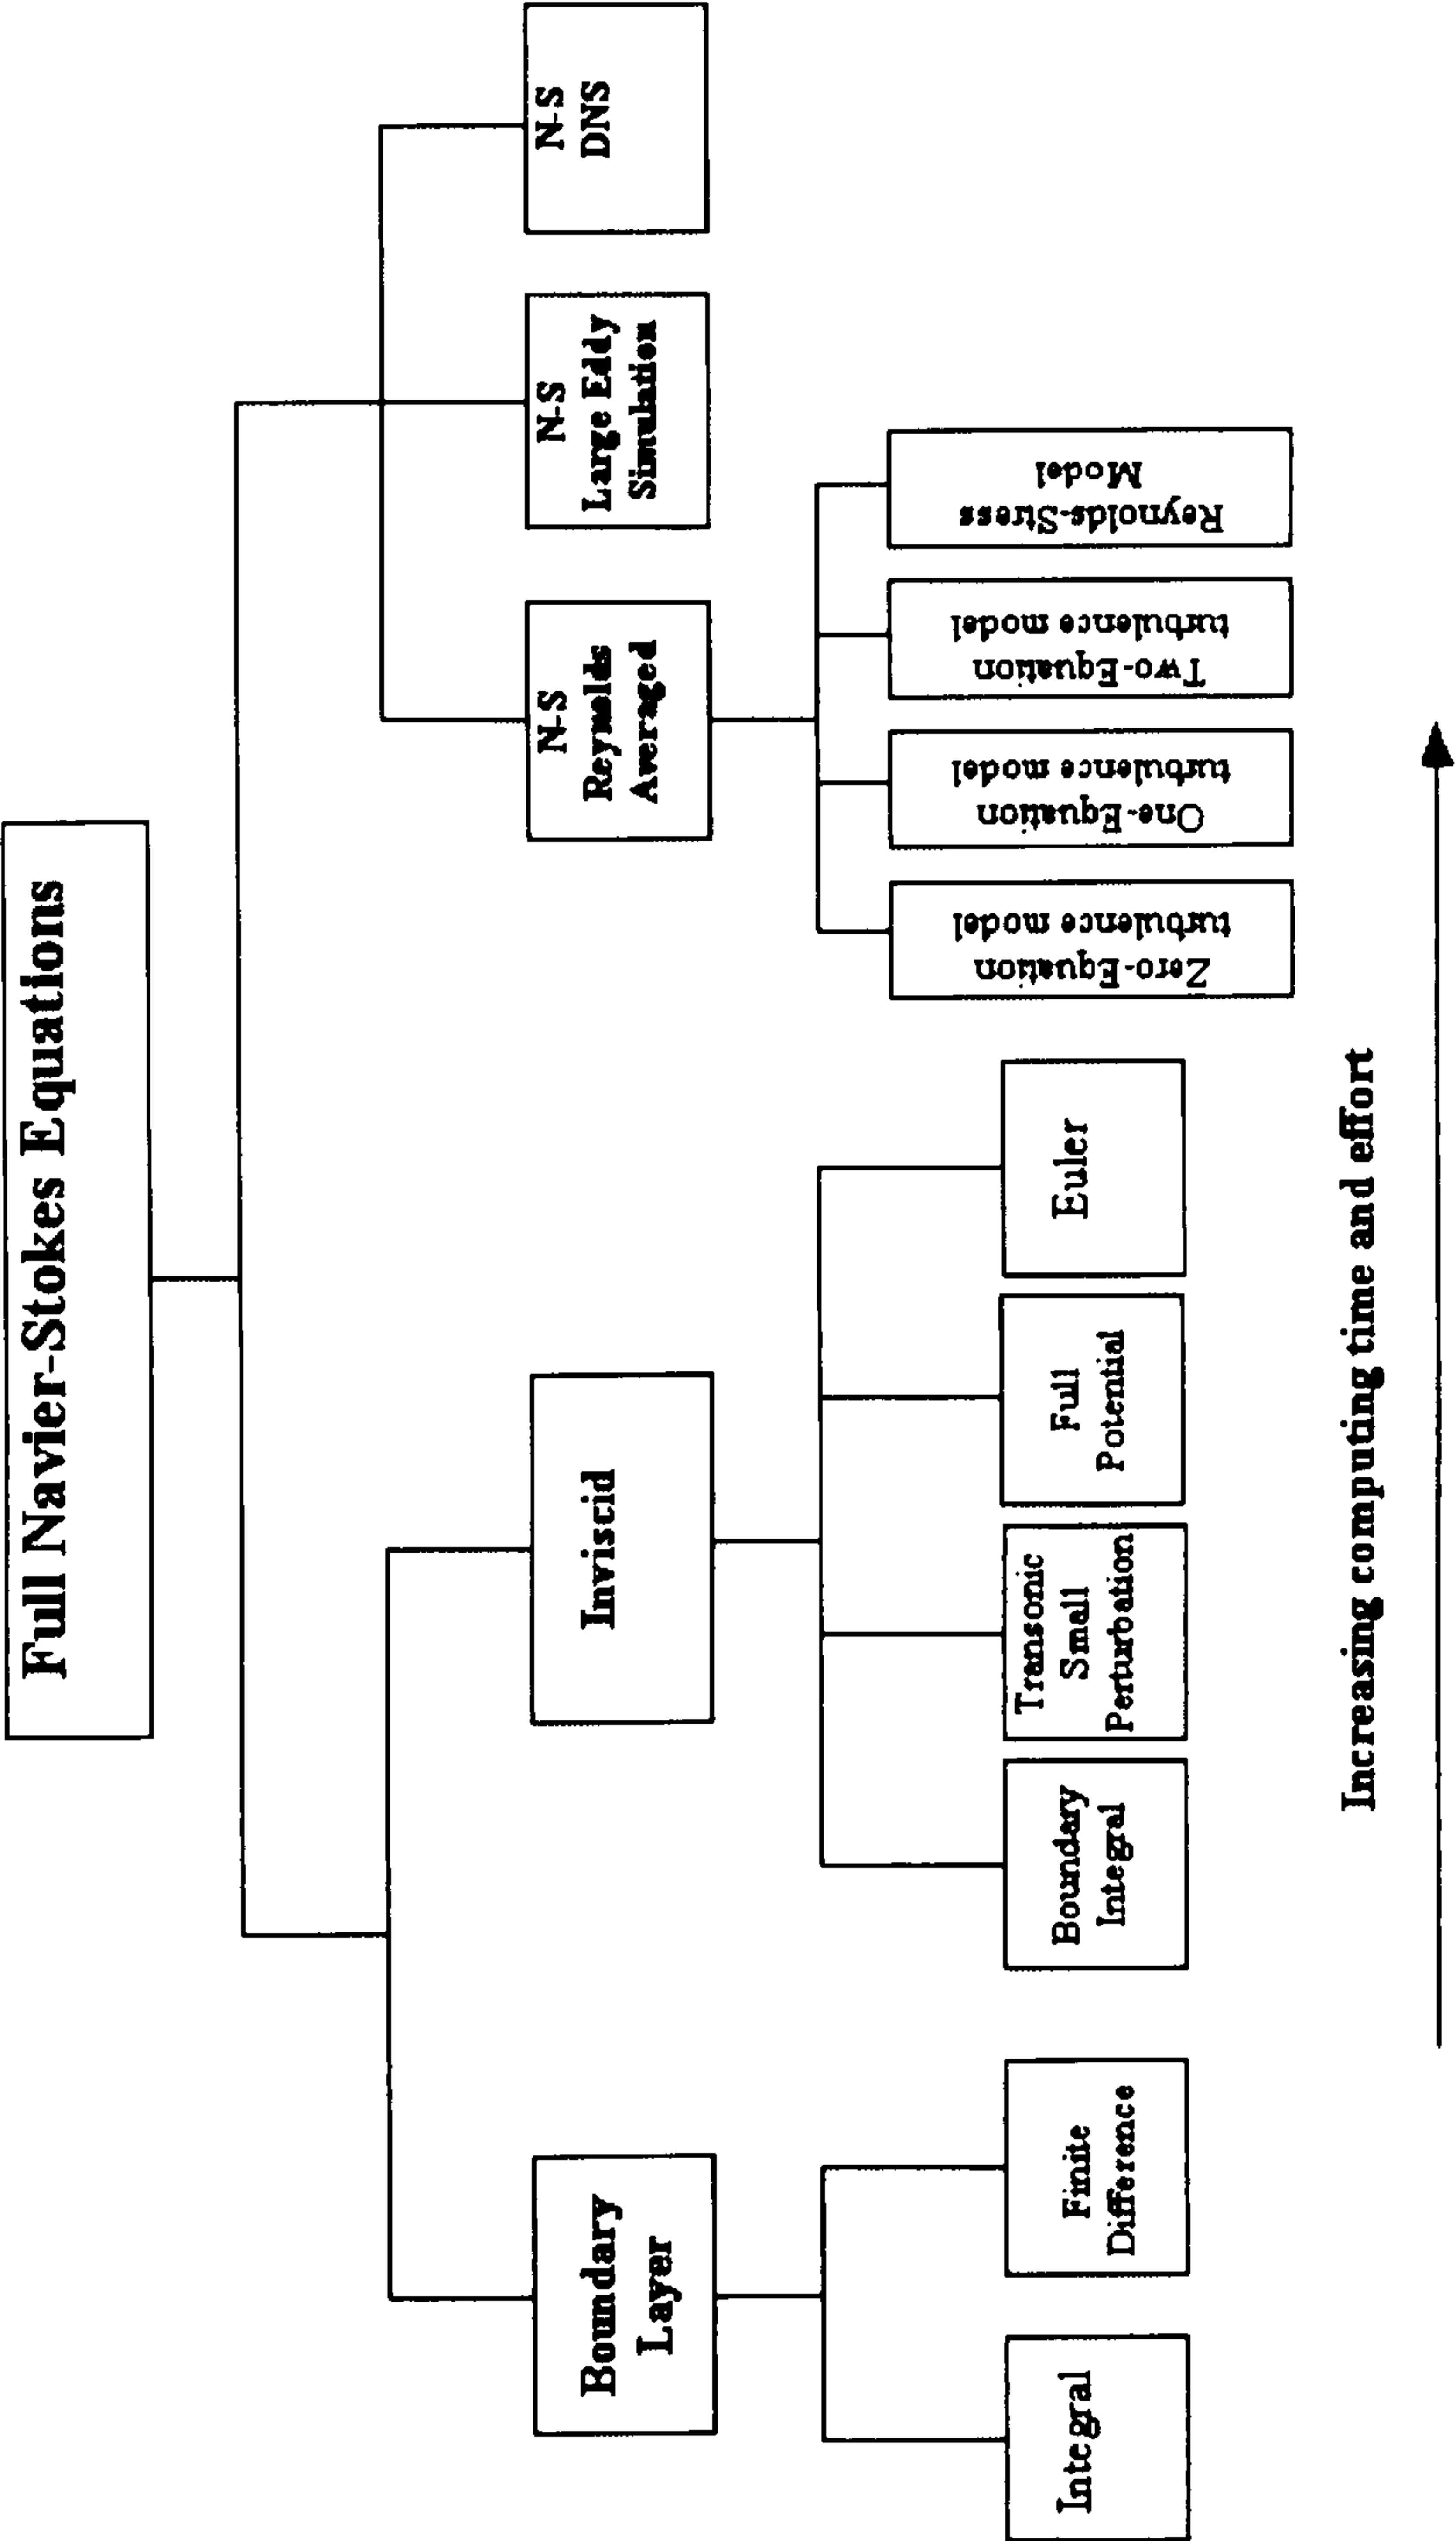 Full Navier-Stokes Equations
Boundary
Layer
Inviscid
N-S
Reynolds
Averaged
N-S
Large Eddy
Simulation
N-S
DNS
Integral
Finite
Difference
Boundary
Integral
Transonic
Small
Perturbation
Full
Potential
Euler
Zero-Equation
turbulence model
One-Equation
turbulence model
Two-Equation
turbulence model
Reynolds-Stress
Model
Increasing computing time and effort